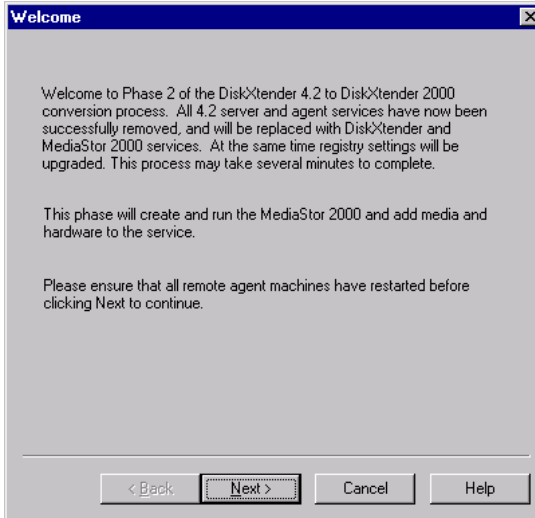 Welcome
Welcome to Phase 2 of the DiskXtender 4.2 to DiskXtender 2000
conversion process.  All 4.2 server and agent services have now been
successfully removed, and will be replaced with DiskXtender and
MediaStor 2000 services.  At the same time registry settings will be
upgraded. This process may take several minutes to complete.
This phase will create and run the MediaStor 2000 and add media and
hardware to the service.
Please ensure that all remote agent machines have restarted before
clicking Next to continue.
< Back Next > Cancel Help